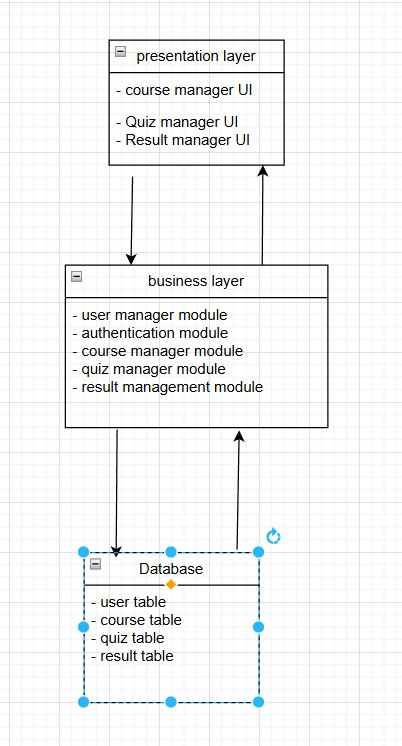 presentation layer
- course manager UI
- Quiz manager UI
- Result manager UI
business layer
- user manager module
- authentication module
- course manager module
- quiz manager module
- result management module
Database
- user table
- course table
- quiz table
- result table